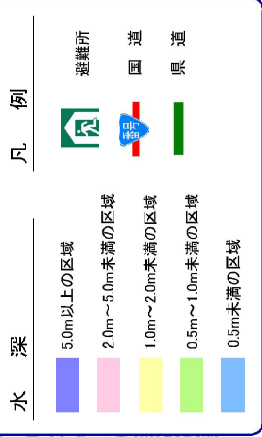 水 深
5.0m以上の区域
2.0m～5.0m未満の区域
1.0m～2.0m未満の区域
0.5m～1.0m未満の区域
0.5m未満の区域
凡 例
避難所
番号
国 道
県 道